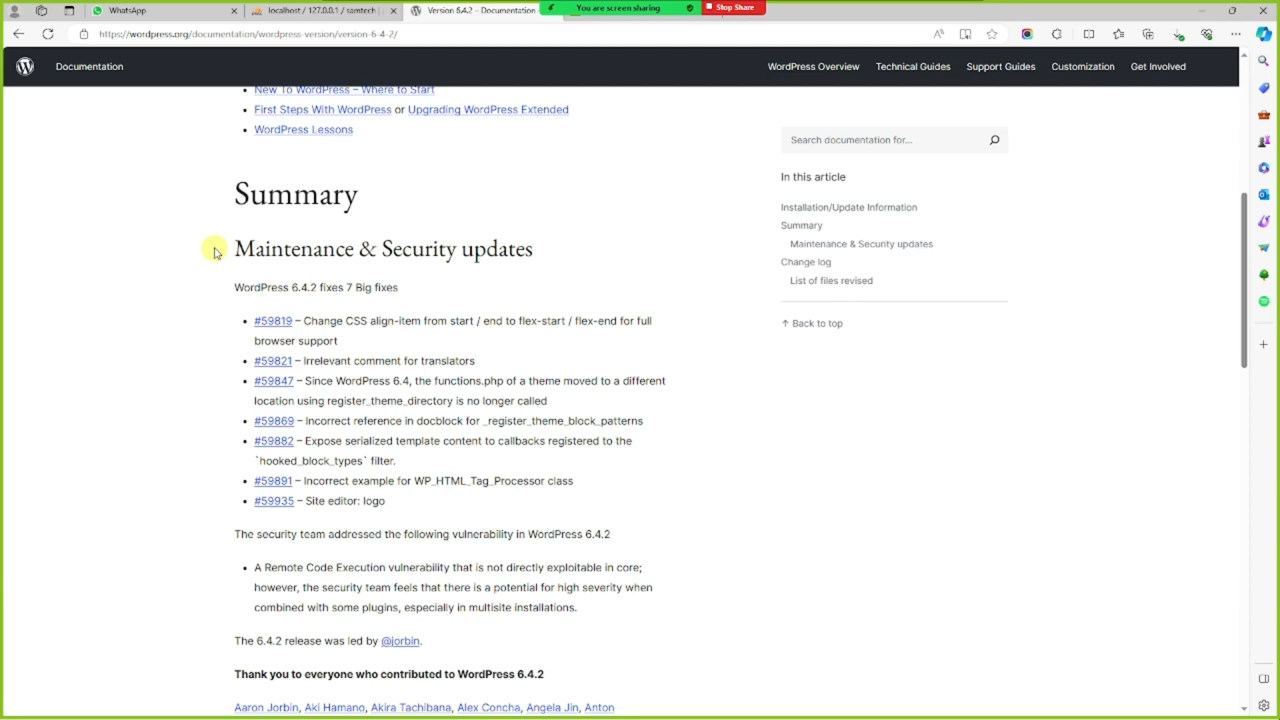 WhatsApp
localhost / 127.0.0.1 / samtech |
Version 6.4.2 – Documentation
You are screen sharing
Stop Share
https://wordpress.org/documentation/wordpress-version/version-6-4-2/
Documentation
WordPress Overview
Technical Guides
Support Guides
Customization
Get Involved
New To WordPress – Where to Start
First Steps With WordPress or Upgrading WordPress Extended
WordPress Lessons
Summary
Maintenance & Security updates
WordPress 6.4.2 fixes 7 Big fixes
#59819 – Change CSS align-item from start / end to flex-start / flex-end for full
browser support
#59821 – Irrelevant comment for translators
#59847 – Since WordPress 6.4, the functions.php of a theme moved to a different
location using register_theme_directory is no longer called
#59869 – Incorrect reference in docblock for _register_theme_block_patterns
#59882 – Expose serialized template content to callbacks registered to the
`hooked_block_types` filter.
#59891 – Incorrect example for WP_HTML_Tag_Processor class
#59935 – Site editor: logo
The security team addressed the following vulnerability in WordPress 6.4.2
A Remote Code Execution vulnerability that is not directly exploitable in core;
however, the security team feels that there is a potential for high severity when
combined with some plugins, especially in multisite installations.
The 6.4.2 release was led by @jorbin.
Thank you to everyone who contributed to WordPress 6.4.2
Aaron Jorbin, Aki Hamano, Akira Tachibana, Alex Concha, Angela Jin, Anton
Search documentation for...
In this article
Installation/Update Information
Summary
Maintenance & Security updates
Change log
List of files revised
↑ Back to top